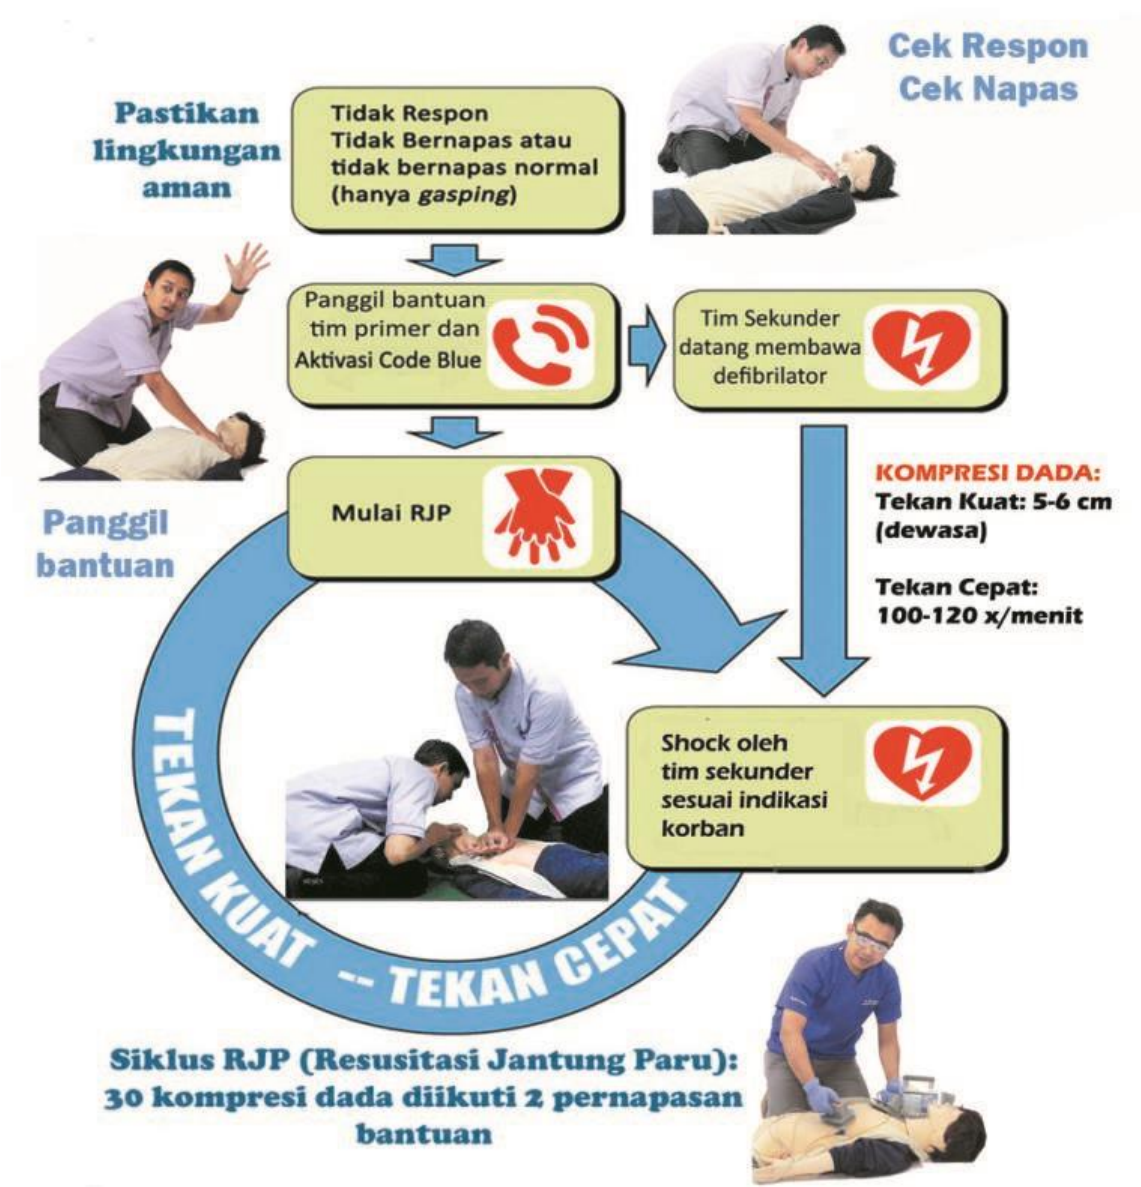 Cek Respon
Cek Napas
Pastikan
lingkungan
aman
Tidak Respon
Tidak Bernapas atau
tidak bernapas normal
(hanya gasping)
Panggil bantuan
tim primer dan
Aktivasi Code Blue
Tim Sekunder
datang membawa
defibrilator
Panggil
bantuan
Mulai RJP
KOMPRESI DADA:
Tekan Kuat: 5-6 cm
(dewasa)
Tekan Cepat:
100-120 x/menit
Shock oleh
tim sekunder
sesuai indikasi
korban
TEKAN KUAT -- TEKAN CEPAT
Siklus RJP (Resusitasi Jantung Paru):
30 kompresi dada diikuti 2 pernapasan
bantuan